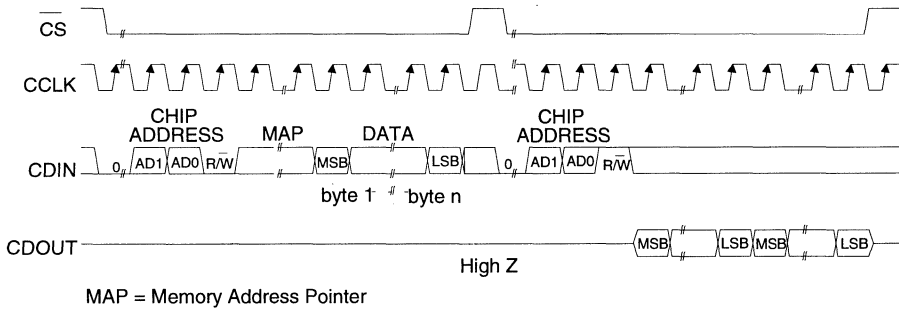 CS
CCLK
CHIP
ADDRESS
MAP
DATA
CHIP
ADDRESS
CDIN
0
AD1
AD0
R/W
MSB
LSB
0
AD1
AD0
R/W
byte 1
byte n
CDOUT
High Z
MSB
LSB
MSB
LSB
MAP = Memory Address Pointer